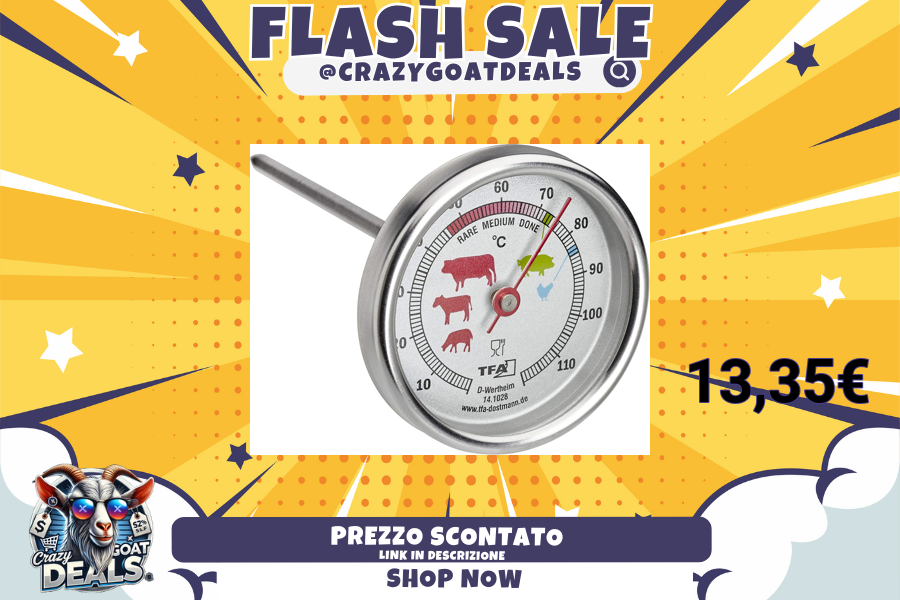 FLASH SALE
@CRAZYGOATDEALS
60
70
80
90
100
110
10
RARE MEDIUM DONE
°C
TFA
D-Wertheim
14.1028
www.tfa-dostmann.de
13,35€
PREZZO SCONTATO
LINK IN DESCRIZIONE
SHOP NOW
$
52%
Crazy
GOAT
DEALS